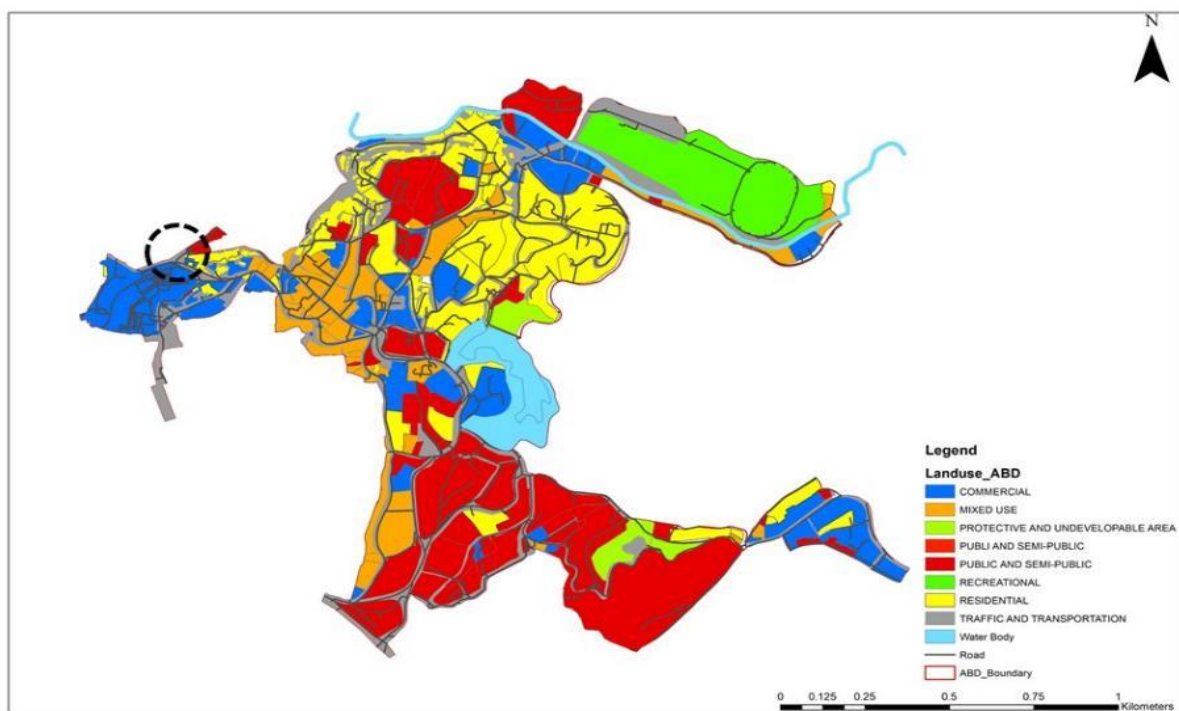 N
Legend
Landuse_ABD
COMMERCIAL
MIXED USE
PROTECTIVE AND UNDEVELOPABLE AREA
PUBLI AND SEMI-PUBLIC
PUBLIC AND SEMI-PUBLIC
RECREATIONAL
RESIDENTIAL
TRAFFIC AND TRANSPORTATION
Water Body
Road
ABD_Boundary
0 0.125 0.25 0.5 0.75 1
Kilometers